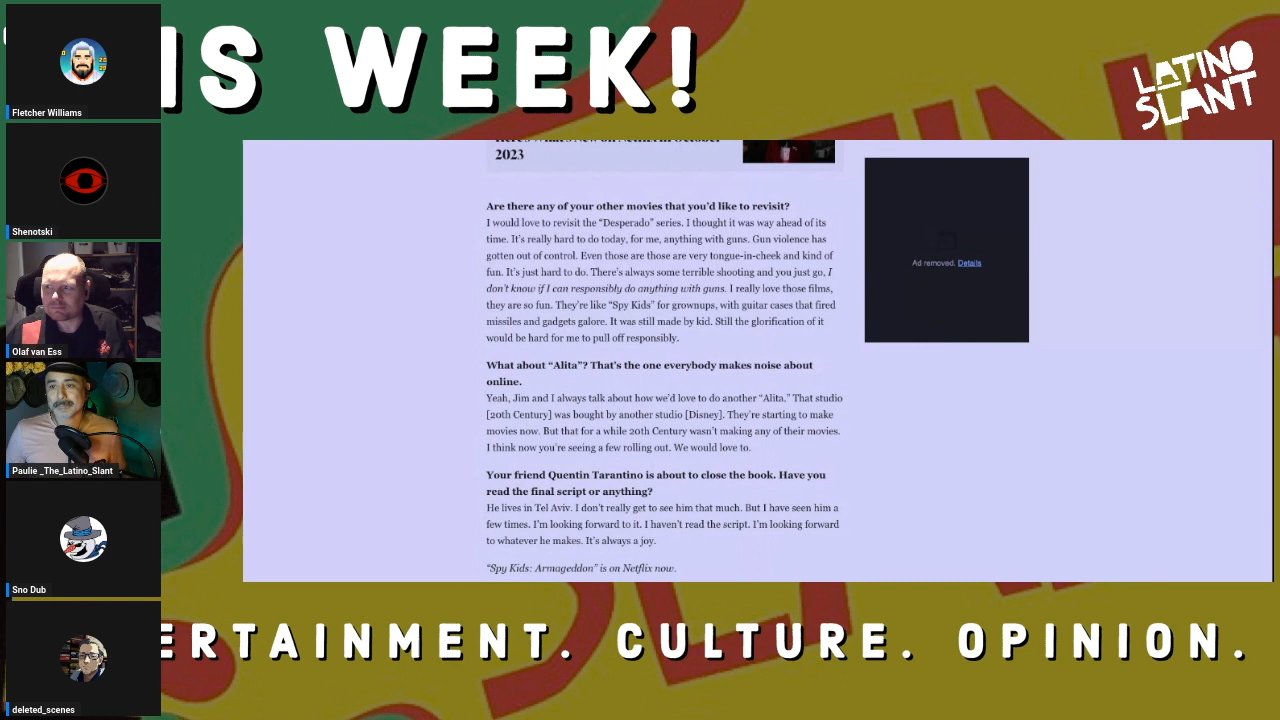 IS WEEK!
LATINO
SLANT
Fletcher Williams
Shenotski
Olaf van Ess
Paulie _The_Latino_Slant
Sno Dub
deleted_scenes
Here's What's New on Netflix in October
2023
Are there any of your other movies that you'd like to revisit?
I would love to revisit the “Desperado” series. I thought it was way ahead of its
time. It's really hard to do today, for me, anything with guns. Gun violence has
gotten out of control. Even those are those are very tongue-in-cheek and kind of
fun. It's just hard to do. There's always some terrible shooting and you just go, I
don't know if I can responsibly do anything with guns. I really love those films,
they are so fun. They're like “Spy Kids” for grownups, with guitar cases that fired
missiles and gadgets galore. It was still made by kid. Still the glorification of it
would be hard for me to pull off responsibly.
What about “Alita”? That's the one everybody makes noise about
online.
Yeah, Jim and I always talk about how we'd love to do another “Alita.” That studio
[20th Century] was bought by another studio [Disney]. They're starting to make
movies now. But that for a while 20th Century wasn't making any of their movies.
I think now you're seeing a few rolling out. We would love to.
Your friend Quentin Tarantino is about to close the book. Have you
read the final script or anything?
He lives in Tel Aviv. I don't really get to see him that much. But I have seen him a
few times. I'm looking forward to it. I haven't read the script. I'm looking forward
to whatever he makes. It's always a joy.
“Spy Kids: Armageddon” is on Netflix now.
Ad removed. Details
ERTAINMENT. CULTURE. OPINION.